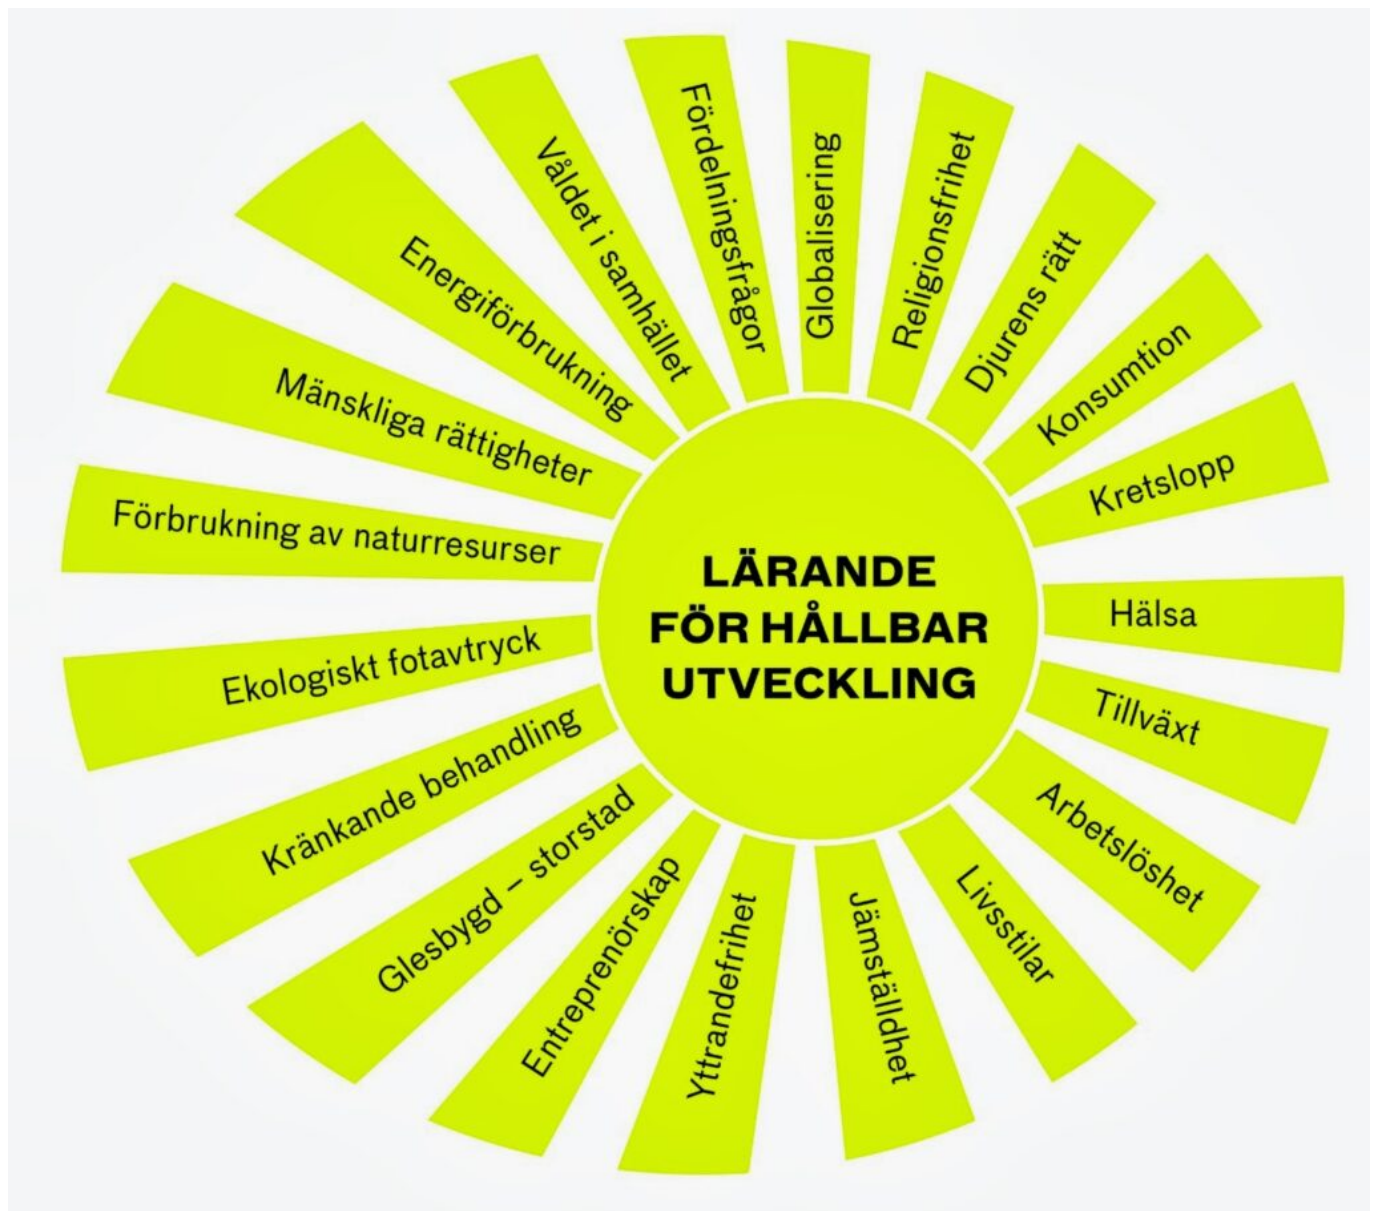 LÄRANDE
FÖR HÅLLBAR
UTVECKLING
Fördelningsfrågor
Globalisering
Religionsfrihet
Djurens rätt
Konsumtion
Kretslopp
Hälsa
Tillväxt
Arbetslöshet
Livsstilar
Jämställdhet
Yttrandefrihet
Entreprenörskap
Glesbygd – storstad
Kränkande behandling
Ekologiskt fotavtryck
Förbrukning av naturresurser
Mänskliga rättigheter
Energiförbrukning
Våldet i samhället